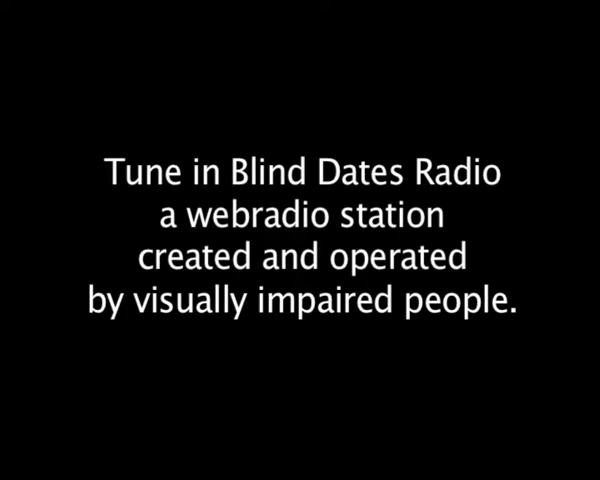 Tune in Blind Dates Radio
a webradio station
created and operated
by visually impaired people.